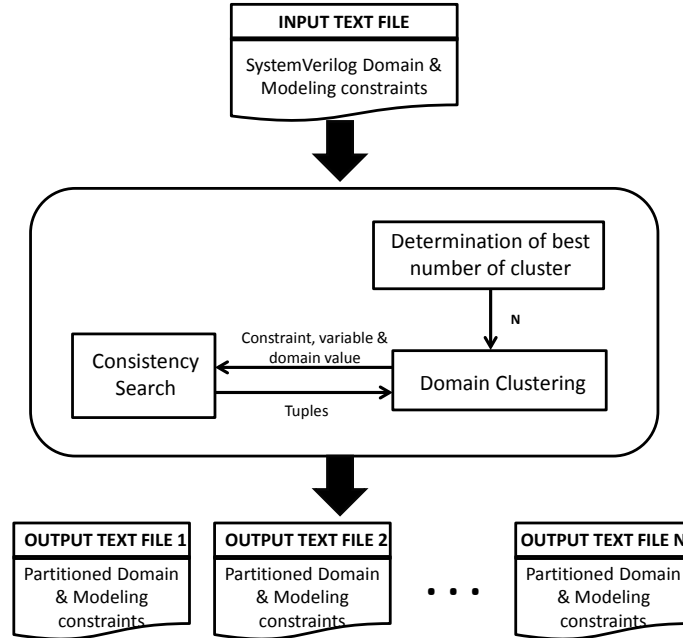 INPUT TEXT FILE
SystemVerilog Domain &
Modeling constraints
Determination of best
number of cluster
N
Constraint, variable &
domain value
Consistency
Search
Domain Clustering
Tuples
OUTPUT TEXT FILE 1
Partitioned Domain
& Modeling
constraints
OUTPUT TEXT FILE 2
Partitioned Domain
& Modeling
constraints
. . .
OUTPUT TEXT FILE N
Partitioned Domain
& Modeling
constraints